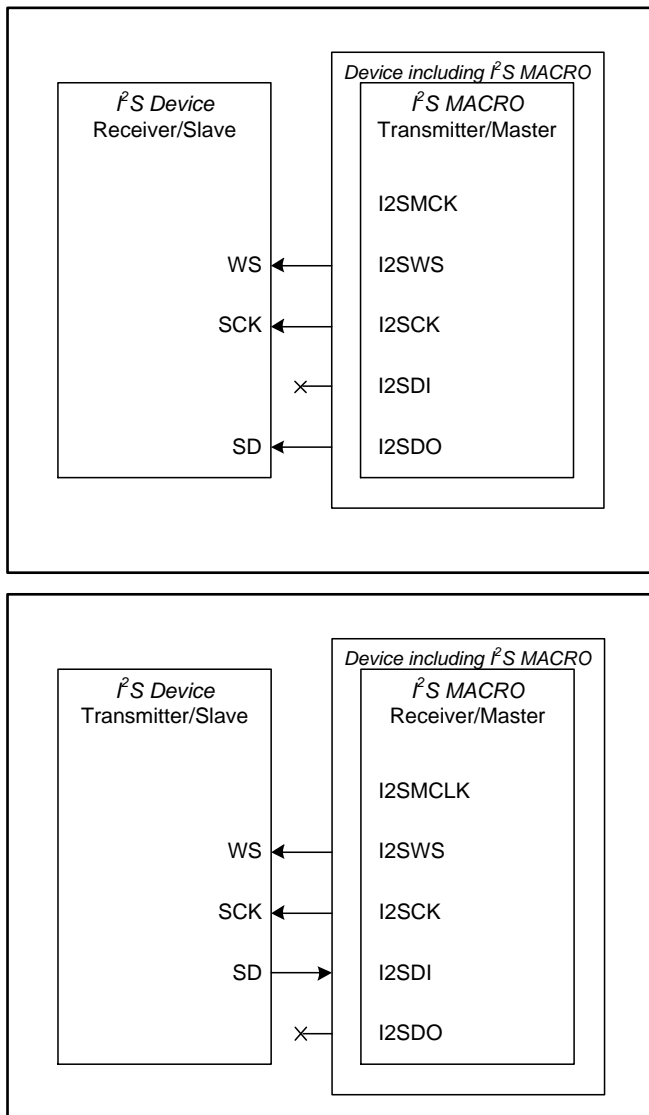 Device including I²S MACRO
I²S Device
Receiver/Slave
I²S MACRO
Transmitter/Master
I2SMCK
WS
I2SWS
SCK
I2SCK
I2SDI
SD
I2SDO
Device including I²S MACRO
I²S Device
Transmitter/Slave
I²S MACRO
Receiver/Master
I2SMCLK
WS
I2SWS
SCK
I2SCK
SD
I2SDI
I2SDO